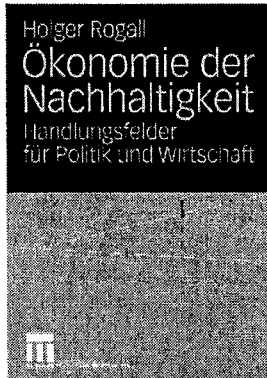 Holger Rogall
Ökonomie der
Nachhaltigkeit
Handlungsfelder
für Politik und Wirtschaft